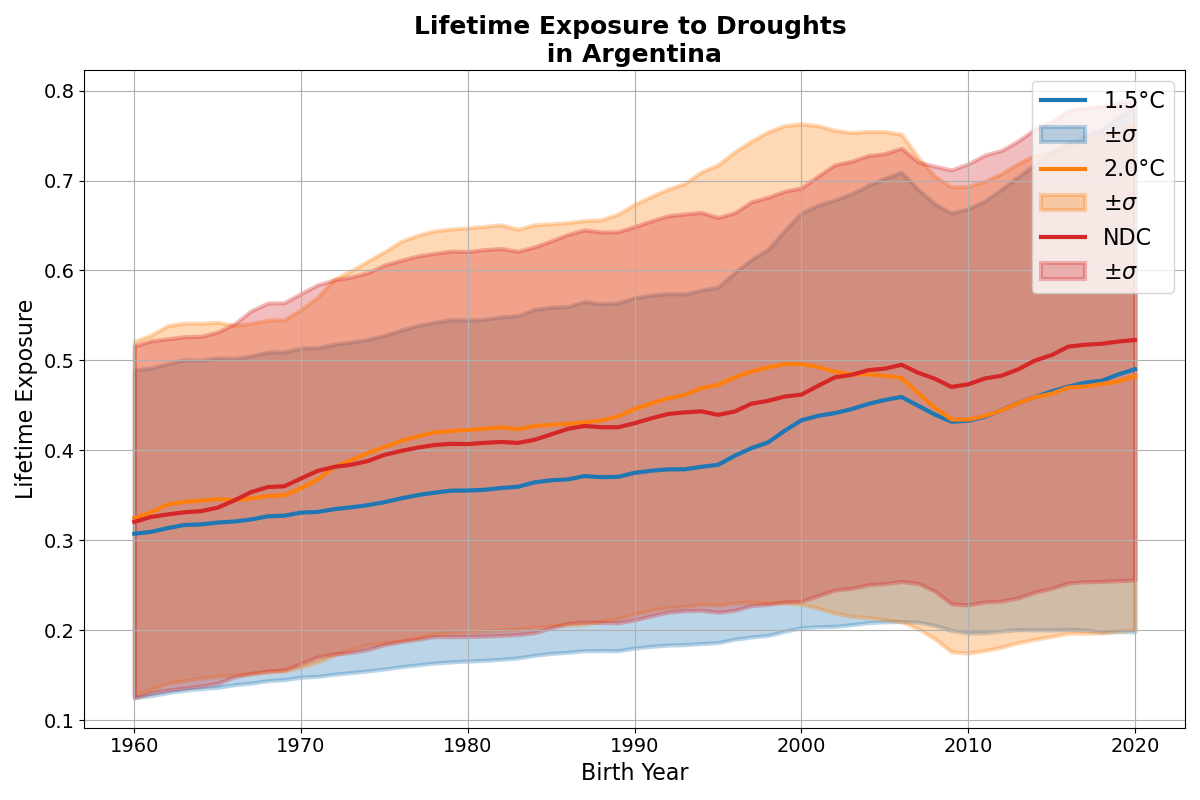 Lifetime Exposure to Droughts
in Argentina
Lifetime Exposure
0.8
0.7
0.6
0.5
0.4
0.3
0.2
0.1
1960
1970
1980
1990
2000
2010
2020
Birth Year
1.5°C
±σ
2.0°C
±σ
NDC
±σ